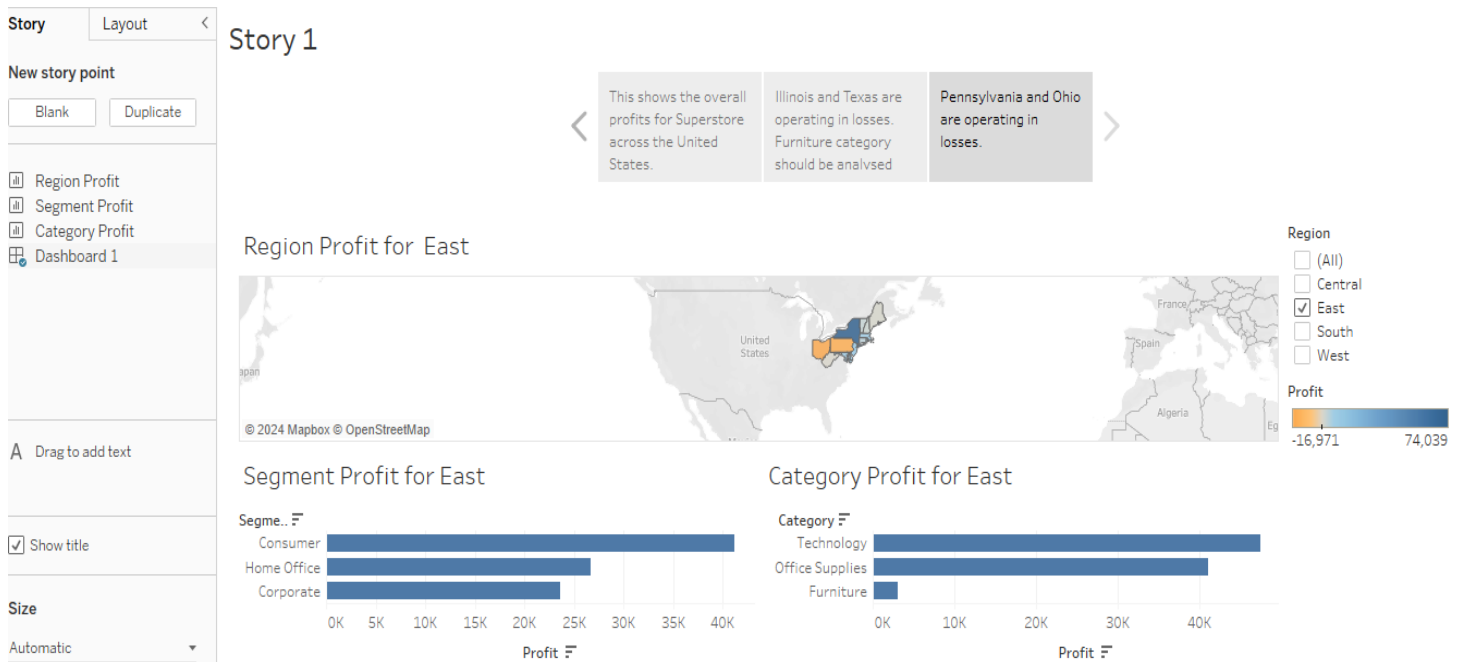 Story
Layout
New story point
Blank
Duplicate
Region Profit
Segment Profit
Category Profit
Dashboard 1
A Drag to add text
Show title
Size
Automatic
Story 1
This shows the overall
profits for Superstore
across the United
States.
Illinois and Texas are
operating in losses.
Furniture category
should be analysed
Pennsylvania and Ohio
are operating in
losses.
Region Profit for East
United
States
apan
France
Spain
Algeria
Eg
© 2024 Mapbox © OpenStreetMap
Region
(All)
Central
East
South
West
Profit
-16,971
74,039
Segment Profit for East
Segme..
Consumer
Home Office
Corporate
0K 5K 10K 15K 20K 25K 30K 35K 40K
Profit
Category Profit for East
Category
Technology
Office Supplies
Furniture
0K 10K 20K 30K 40K
Profit